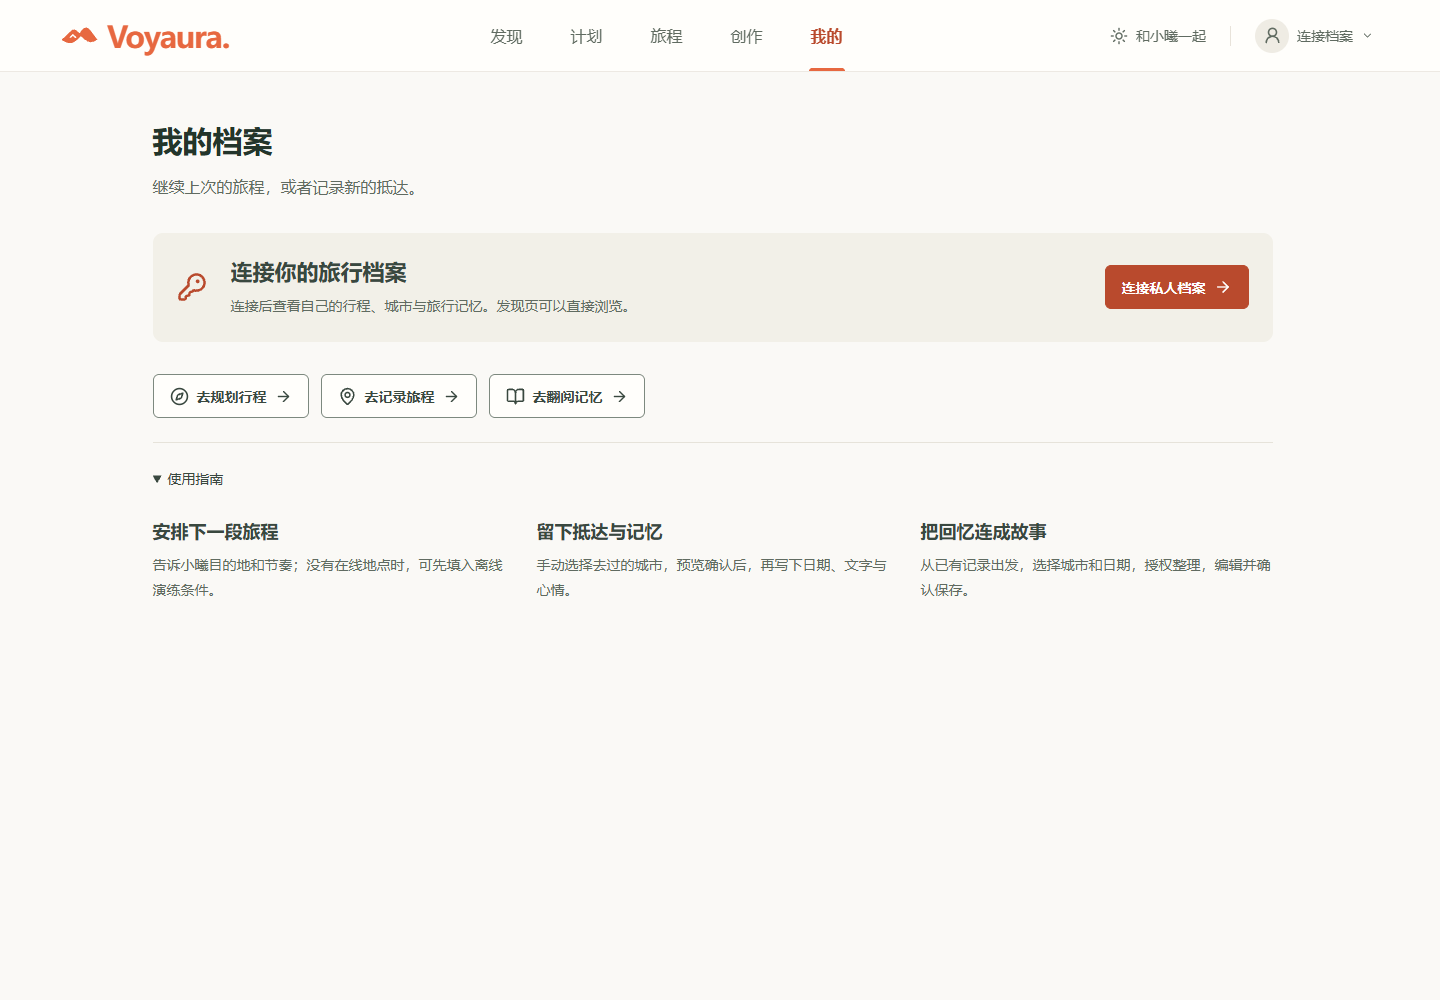 Voyaura.
发现
计划
旅程
创作
我的
和小曦一起
连接档案
我的档案
继续上次的旅程，或者记录新的抵达。
连接你的旅行档案
连接后查看自己的行程、城市与旅行记忆。发现页可以直接浏览。
连接私人档案
去规划行程
去记录旅程
去翻阅记忆
使用指南
安排下一段旅程
告诉小曦目的地和节奏；没有在线地点时，可先填入离线
演练条件。
留下抵达与记忆
手动选择去过的城市，预览确认后，再写下日期、文字与
心情。
把回忆连成故事
从已有记录出发，选择城市和日期，授权整理，编辑并确
认保存。